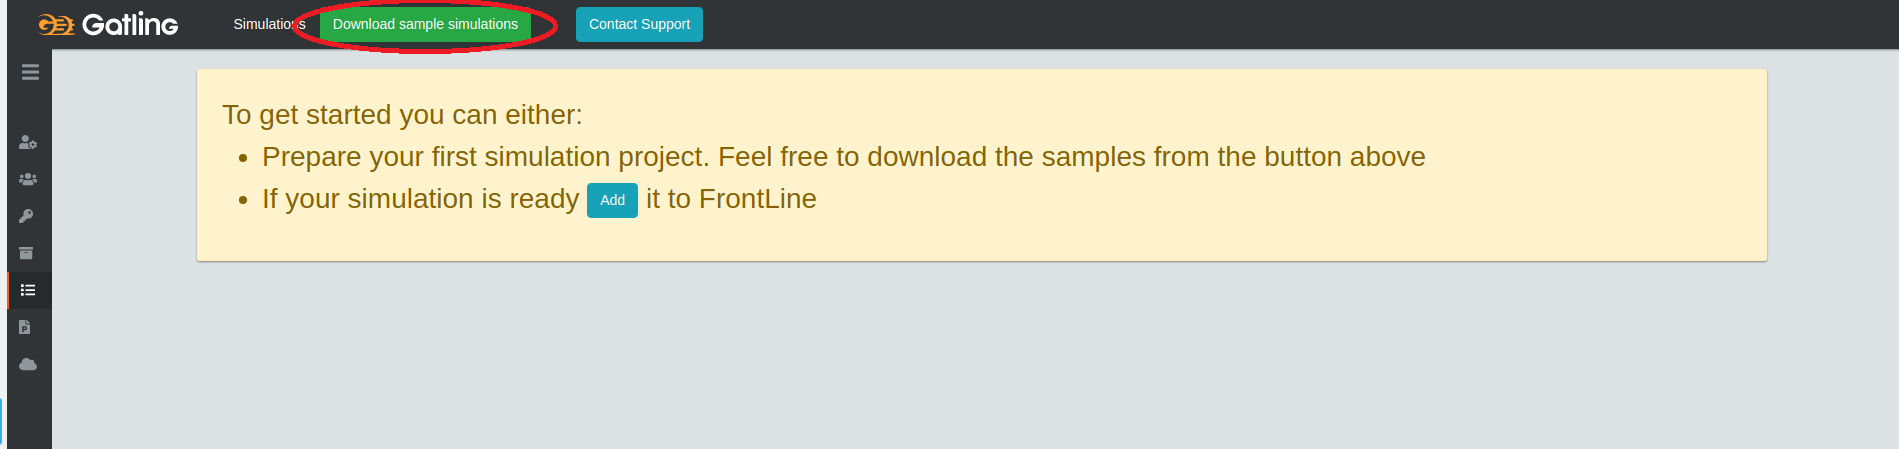 Gatling
Simulations
Download sample simulations
Contact Support
To get started you can either:
Prepare your first simulation project. Feel free to download the samples from the button above
If your simulation is ready Add it to FrontLine